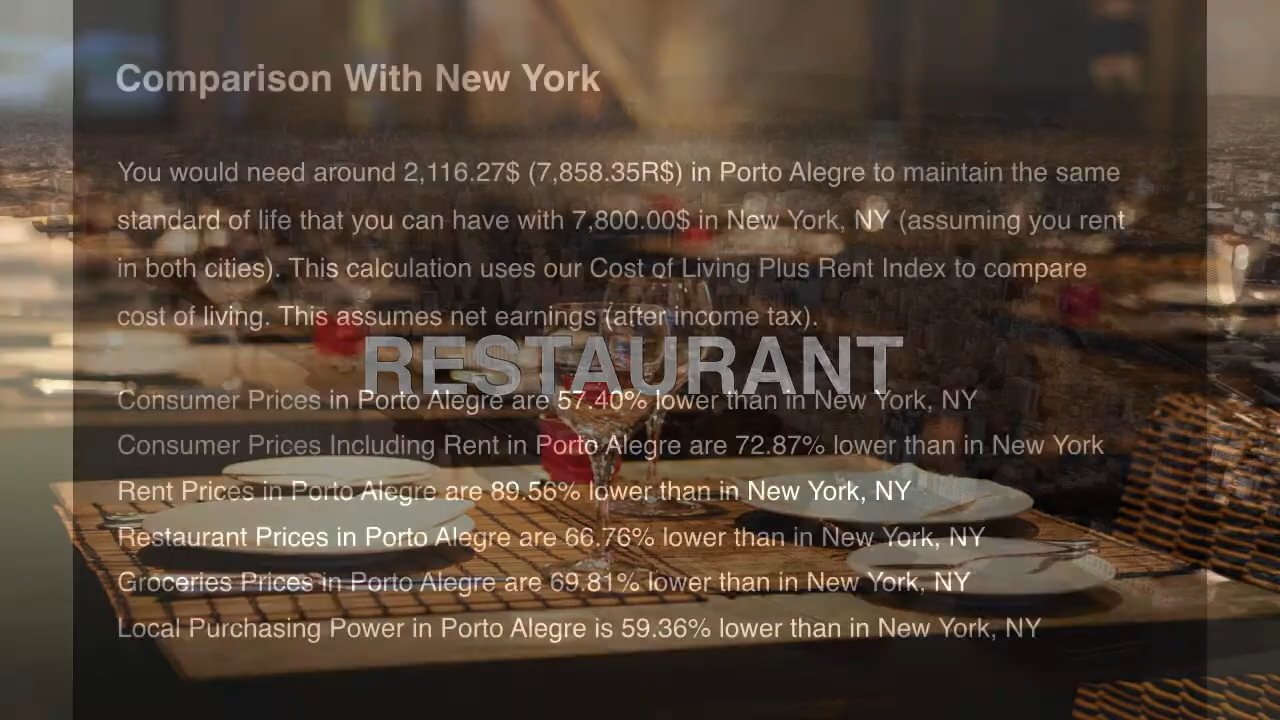 Comparison With New York
You would need around 2,116.27$ (7,858.35R$) in Porto Alegre to maintain the same
standard of life that you can have with 7,800.00$ in New York, NY (assuming you rent
in both cities). This calculation uses our Cost of Living Plus Rent Index to compare
cost of living. This assumes net earnings (after income tax).
RESTAURANT
Consumer Prices in Porto Alegre are 57.40% lower than in New York, NY
Consumer Prices Including Rent in Porto Alegre are 72.87% lower than in New York
Rent Prices in Porto Alegre are 89.56% lower than in New York, NY
Restaurant Prices in Porto Alegre are 66.76% lower than in New York, NY
Groceries Prices in Porto Alegre are 69.81% lower than in New York, NY
Local Purchasing Power in Porto Alegre is 59.36% lower than in New York, NY